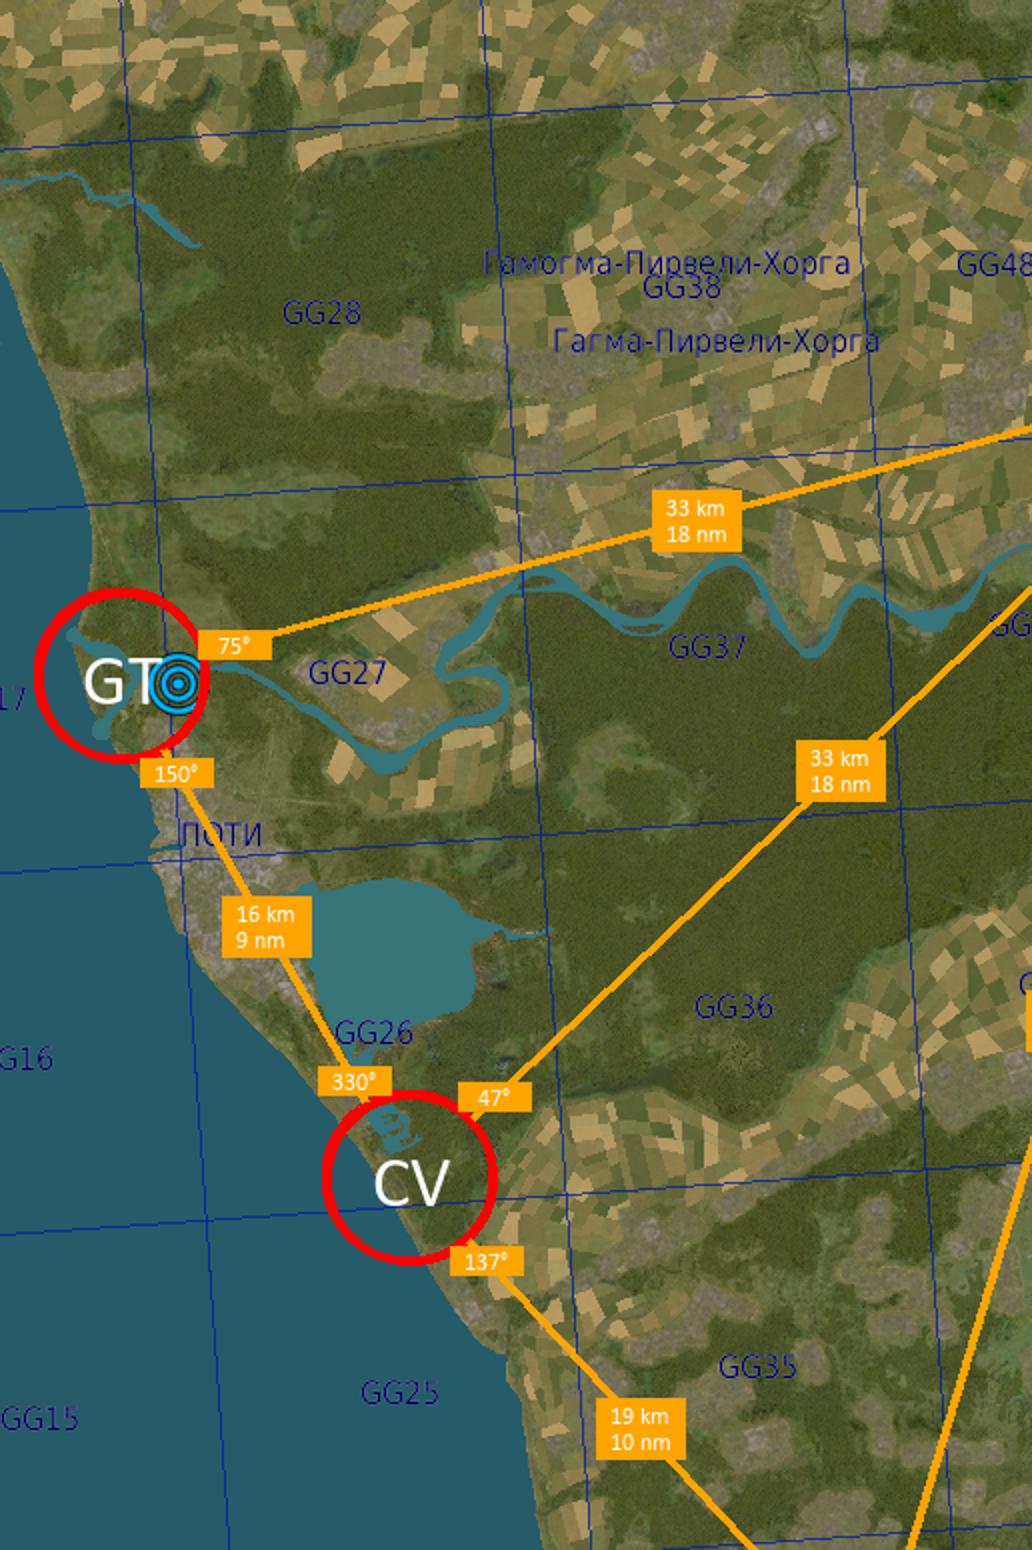 Гамогма-Пирвели-Хорга
GG48
GG38
GG28
Гагма-Пирвели-Хорга
33 km
18 nm
75°
GG37
GG27
GT
17
150°
33 km
18 nm
ПОТИ
16 km
9 nm
GG36
GG26
G16
330°
47°
CV
137°
GG35
GG25
GG15
19 km
10 nm